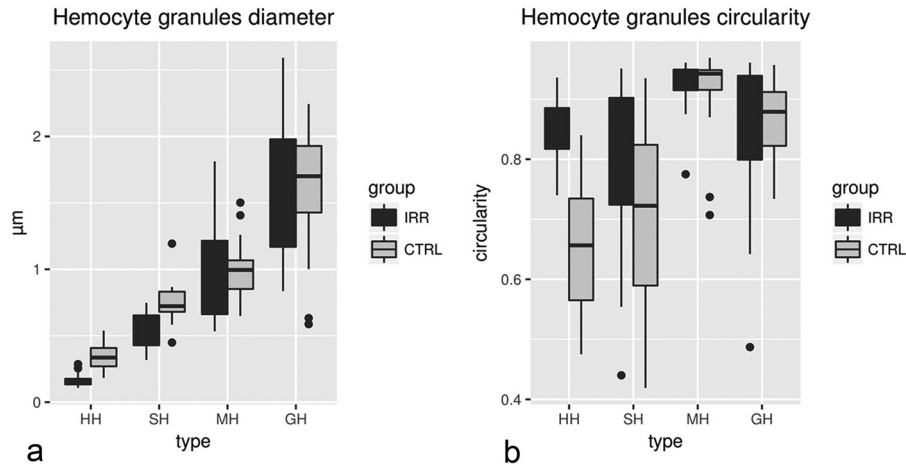 Hemocyte granules diameter
2
1
0
µm
HH SH MH GH
type
group
IRR
CTRL
a
Hemocyte granules circularity
0.8
0.6
0.4
circularity
HH SH MH GH
type
group
IRR
CTRL
b